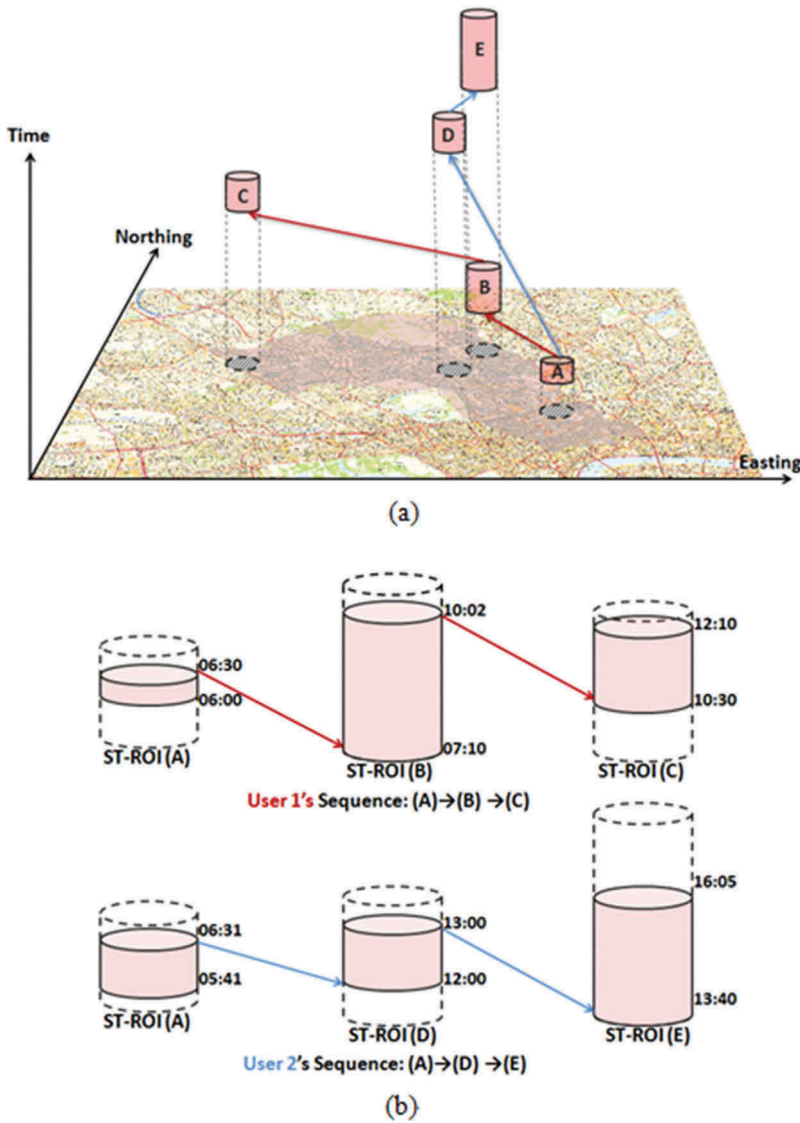 E
D
Time
C
Northing
B
A
Easting
(a)
10:02
12:10
06:30
06:00
10:30
07:10
ST-ROI(A)
ST-ROI(B)
ST-ROI(C)
User 1's Sequence: (A)→(B) →(C)
16:05
06:31
13:00
05:41
12:00
13:40
ST-ROI(A)
ST-ROI(D)
ST-ROI(E)
User 2's Sequence: (A)→(D) →(E)
(b)